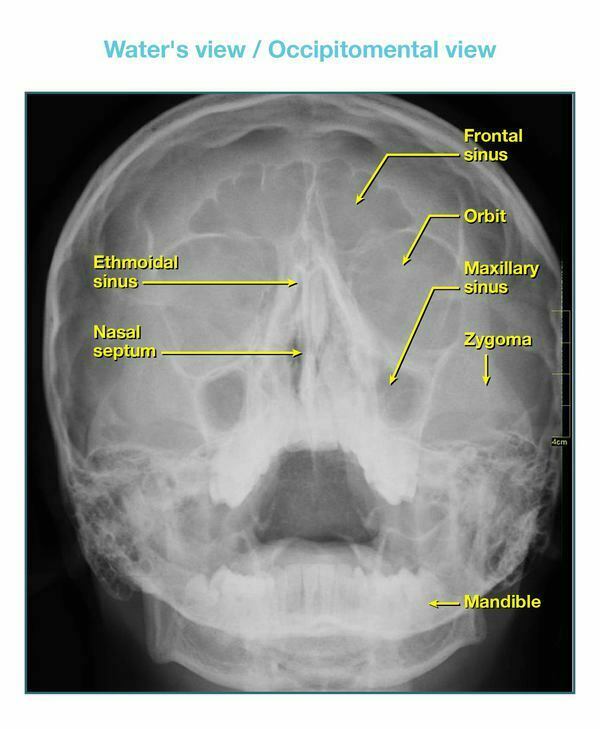 Water's view / Occipitomental view
Frontal
sinus
Orbit
Ethmoidal
sinus
Maxillary
sinus
Nasal
septum
Zygoma
4cm
Mandible